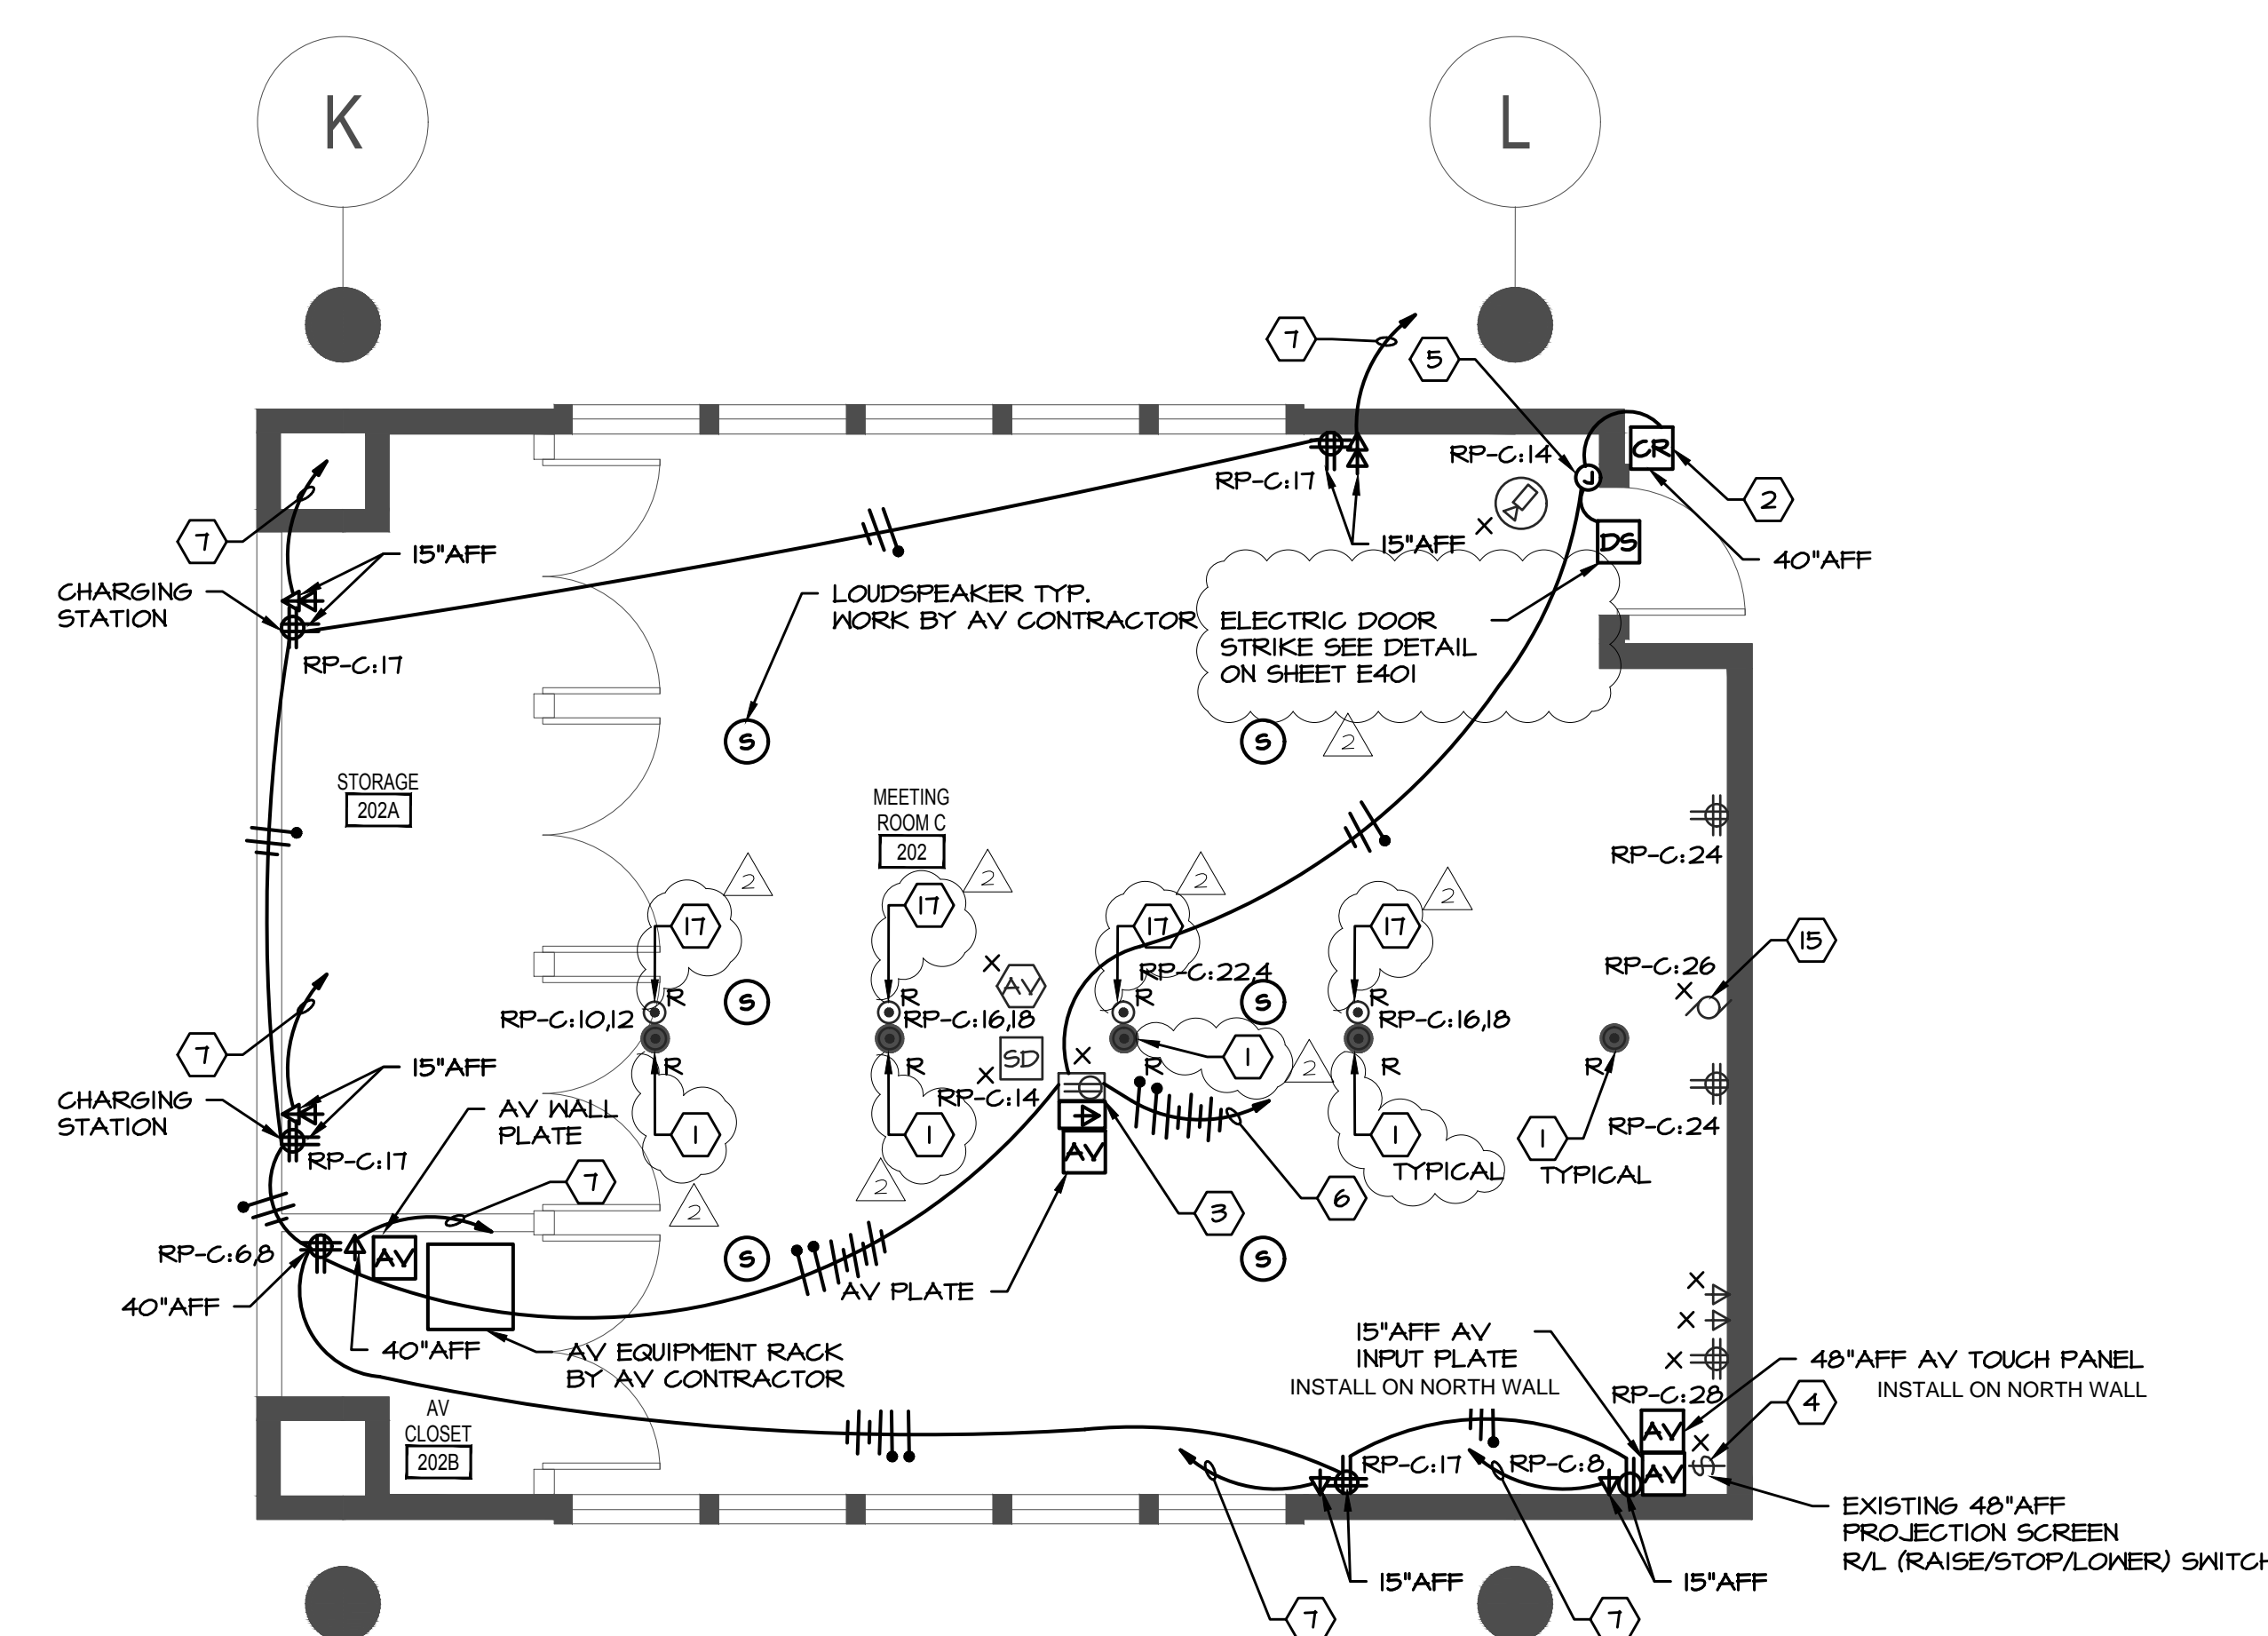 K
L
7
5
RP-C:14
CR
2
RP-C:17
J
7
15"AFF
15"AFF
X
DS
40"AFF
CHARGING
STATION
LOUDSPEAKER TYP.
WORK BY AV CONTRACTOR
ELECTRIC DOOR
STRIKE SEE DETAIL
ON SHEET E401
RP-C:17
S
S
2
STORAGE
202A
MEETING
ROOM C
202
RP-C:24
2
2
2
2
17
17
17
17
15
X
AV
RP-C:22,4
RP-C:26
X
S
S
R
R
R
R
RP-C:10,12
RP-C:16,18
RP-C:16,18
7
SD
X
1
2
R
R
R
R
R
15"AFF
X
RP-C:14
CHARGING
STATION
AV WALL
PLATE
1
1
AV
1
1
RP-C:24
RP-C:17
TYPICAL
TYPICAL
7
2
2
3
6
RP-C:6,8
AV
S
S
40"AFF
AV PLATE
X
X
40"AFF
AV EQUIPMENT RACK
BY AV CONTRACTOR
15"AFF AV
INPUT PLATE
INSTALL ON NORTH WALL
X
48"AFF AV TOUCH PANEL
INSTALL ON NORTH WALL
RP-C:28
4
AV
CLOSET
202B
AV
X
RP-C:17
RP-C:8
AV
EXISTING 48"AFF
PROJECTION SCREEN
R/L (RAISE/STOP/LOWER) SWITCH
15"AFF
15"AFF
7
7